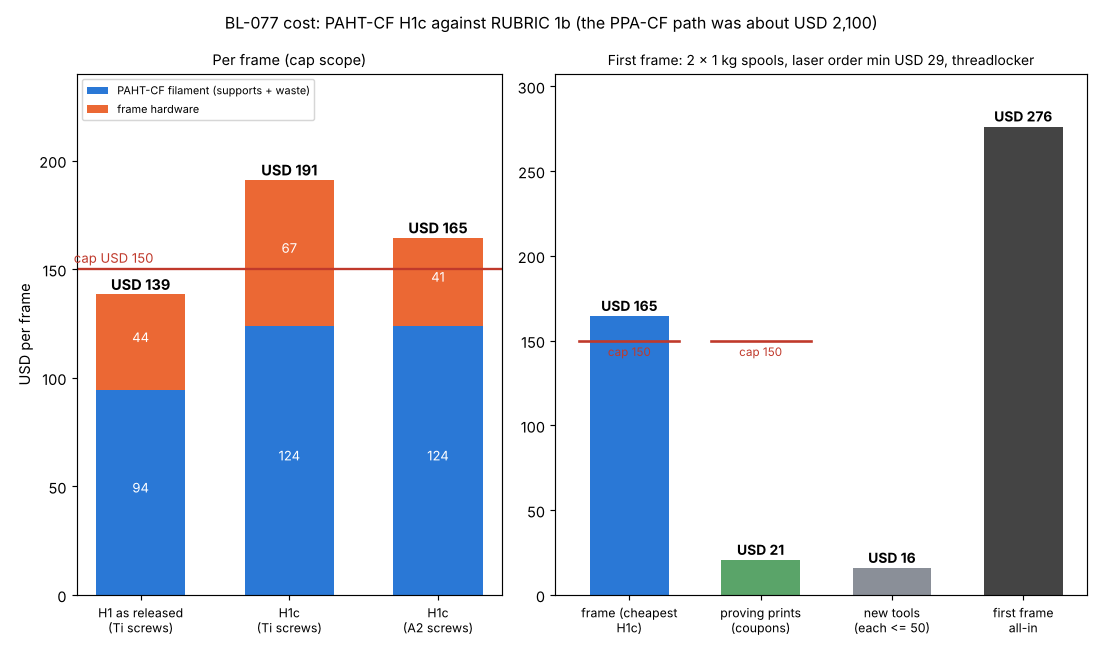 BL-077 cost: PAHT-CF H1c against RUBRIC 1b (the PPA-CF path was about USD 2,100)
Per frame (cap scope)
PAHT-CF filament (supports + waste)
frame hardware
USD per frame
200
150
100
50
0
cap USD 150
USD 139
44
94
USD 191
67
124
USD 165
41
124
H1 as released
(Ti screws)
H1c
(Ti screws)
H1c
(A2 screws)
First frame: 2 × 1 kg spools, laser order min USD 29, threadlocker
300
250
200
150
100
50
0
USD 165
cap 150
cap 150
USD 21
USD 16
USD 276
frame (cheapest
H1c)
proving prints
(coupons)
new tools
(each <= 50)
first frame
all-in